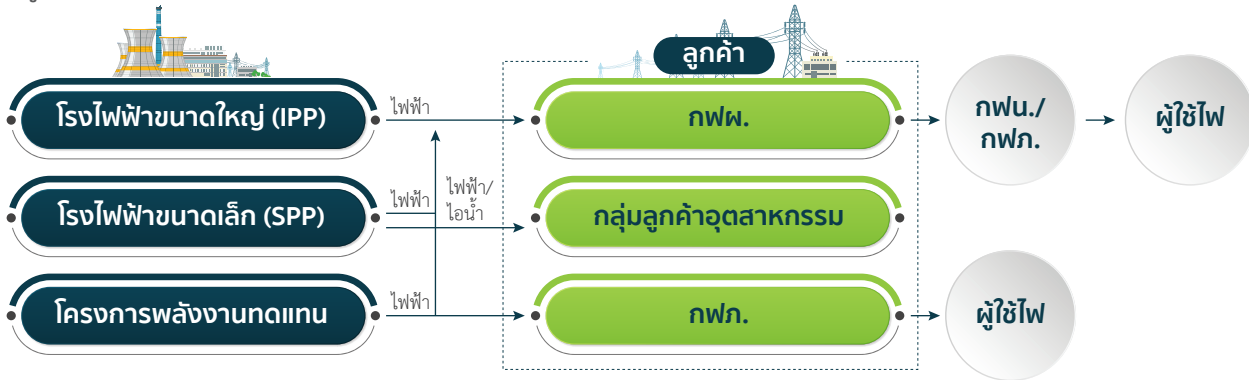 ลูกค้า
โรงไฟฟ้าขนาดใหญ่ (IPP)
ไฟฟ้า
กฟผ.
กฟน./
กฟภ.
ผู้ใช้ไฟ
โรงไฟฟ้าขนาดเล็ก (SPP)
ไฟฟ้า
ไฟฟ้า/
ไอน้ำ
กลุ่มลูกค้าอุตสาหกรรม
โครงการพลังงานทดแทน
ไฟฟ้า
กฟภ.
ผู้ใช้ไฟ